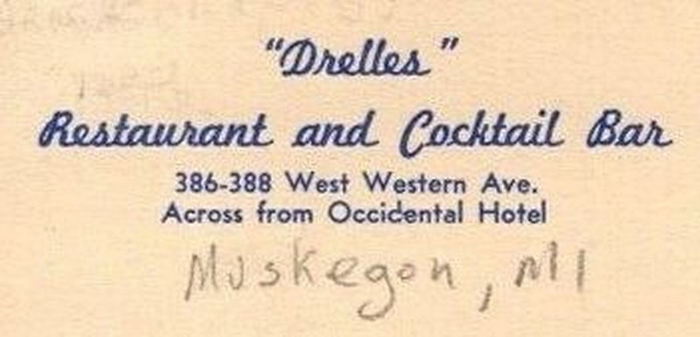 "Drelles"
Restaurant and Cocktail Bar
386-388 West Western Ave.
Across from Occidental Hotel
Muskegon, MI